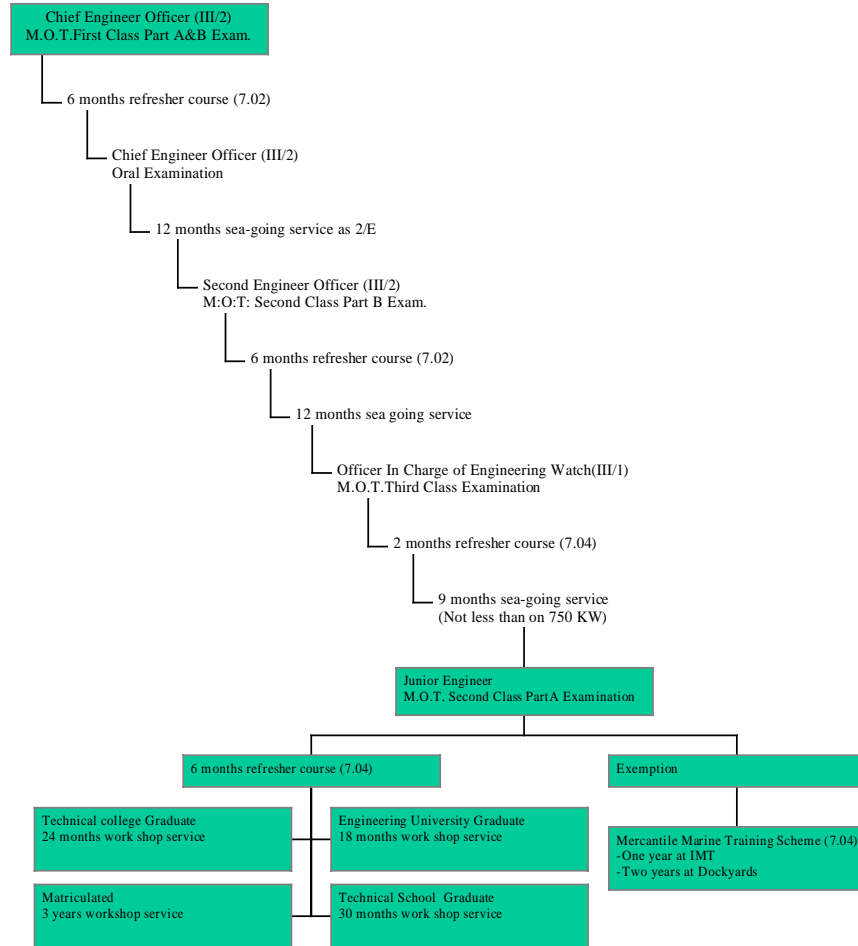 Chief Engineer Officer (III/2)
M.O.T.First Class Part A&B Exam.
6 months refresher course (7.02)
Chief Engineer Officer (III/2)
Oral Examination
12 months sea-going service as 2/E
Second Engineer Officer (III/2)
M:O:T: Second Class Part B Exam.
6 months refresher course (7.02)
12 months sea going service
Officer In Charge of Engineering Watch(III/1)
M.O.T.Third Class Examination
2 months refresher course (7.04)
9 months sea-going service
(Not less than on 750 KW)
Junior Engineer
M.O.T. Second Class PartA Examination
6 months refresher course (7.04)
Exemption
Technical college Graduate
24 months work shop service
Engineering University Graduate
18 months work shop service
Mercantile Marine Training Scheme (7.04)
-One year at IMT
-Two years at Dockyards
Matriculated
3 years workshop service
Technical School Graduate
30 months work shop service